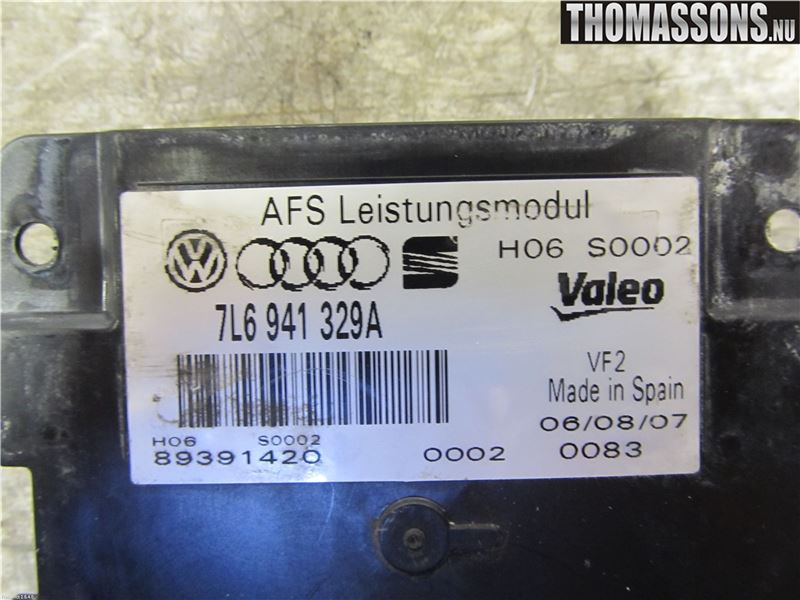 THOMASSONS.NU
AFS Leistungsmodul
H06 S0002
Valeo
7L6 941 329A
VF2
Made in Spain
06/08/07
H06 S0002
89391420 0002 0083